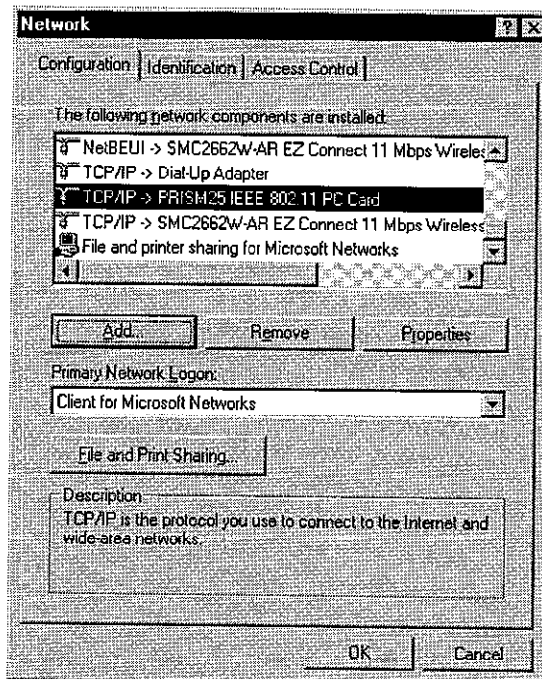 Network
Configuration Identification Access Control
The following network components are installed:
NetBEUI -> SMC2662W-AR EZ Connect 11 Mbps Wireles
TCP/IP -> Dial-Up Adapter
TCP/IP -> PRISM25 IEEE 802.11 PC Card
TCP/IP -> SMC2662W-AR EZ Connect 11 Mbps Wireless
File and printer sharing for Microsoft Networks
Add... Remove Properties
Primary Network Logon:
Client for Microsoft Networks
File and Print Sharing...
Description
TCP/IP is the protocol you use to connect to the Internet and
wide-area networks.
OK Cancel